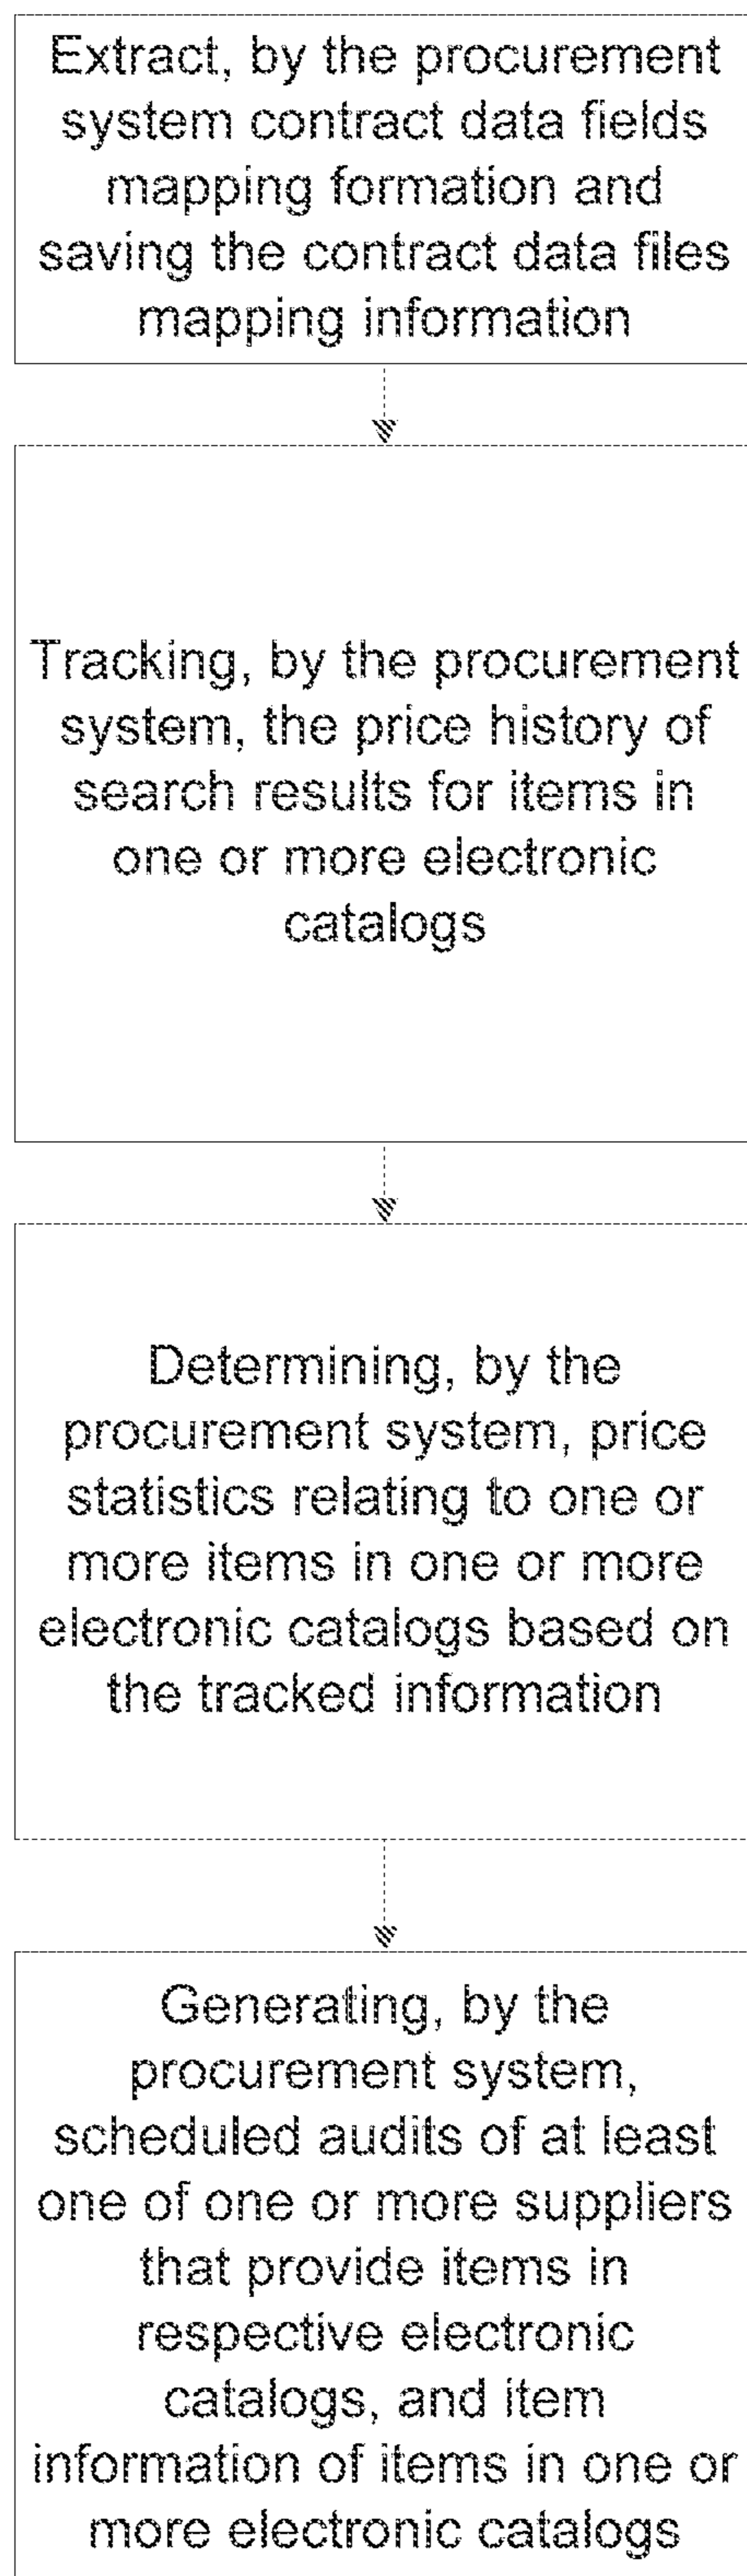 Extract, by the procurement
system contract data fields
mapping formation and
saving the contract data files
mapping information
Tracking, by the procurement
system, the price history of
search results for items in
one or more electronic
catalogs
Determining, by the
procurement system, price
statistics relating to one or
more items in one or more
electronic catalogs based on
the tracked information
Generating, by the
procurement system,
scheduled audits of at least
one of one or more suppliers
that provide items in
respective electronic
catalogs, and item
information of items in one or
more electronic catalogs